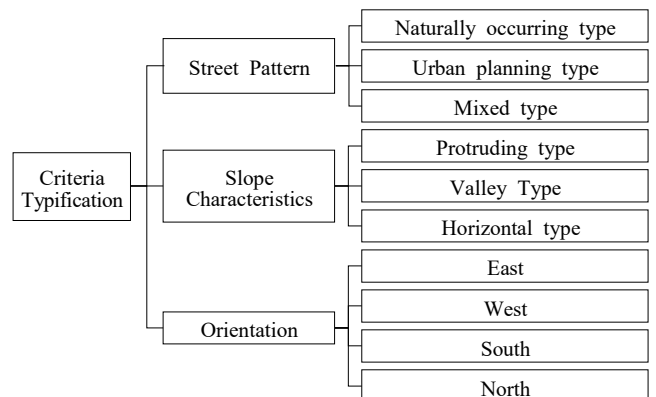 Criteria
Typification
Street Pattern
Naturally occurring type
Urban planning type
Mixed type
Slope
Characteristics
Protruding type
Valley Type
Horizontal type
Orientation
East
West
South
North